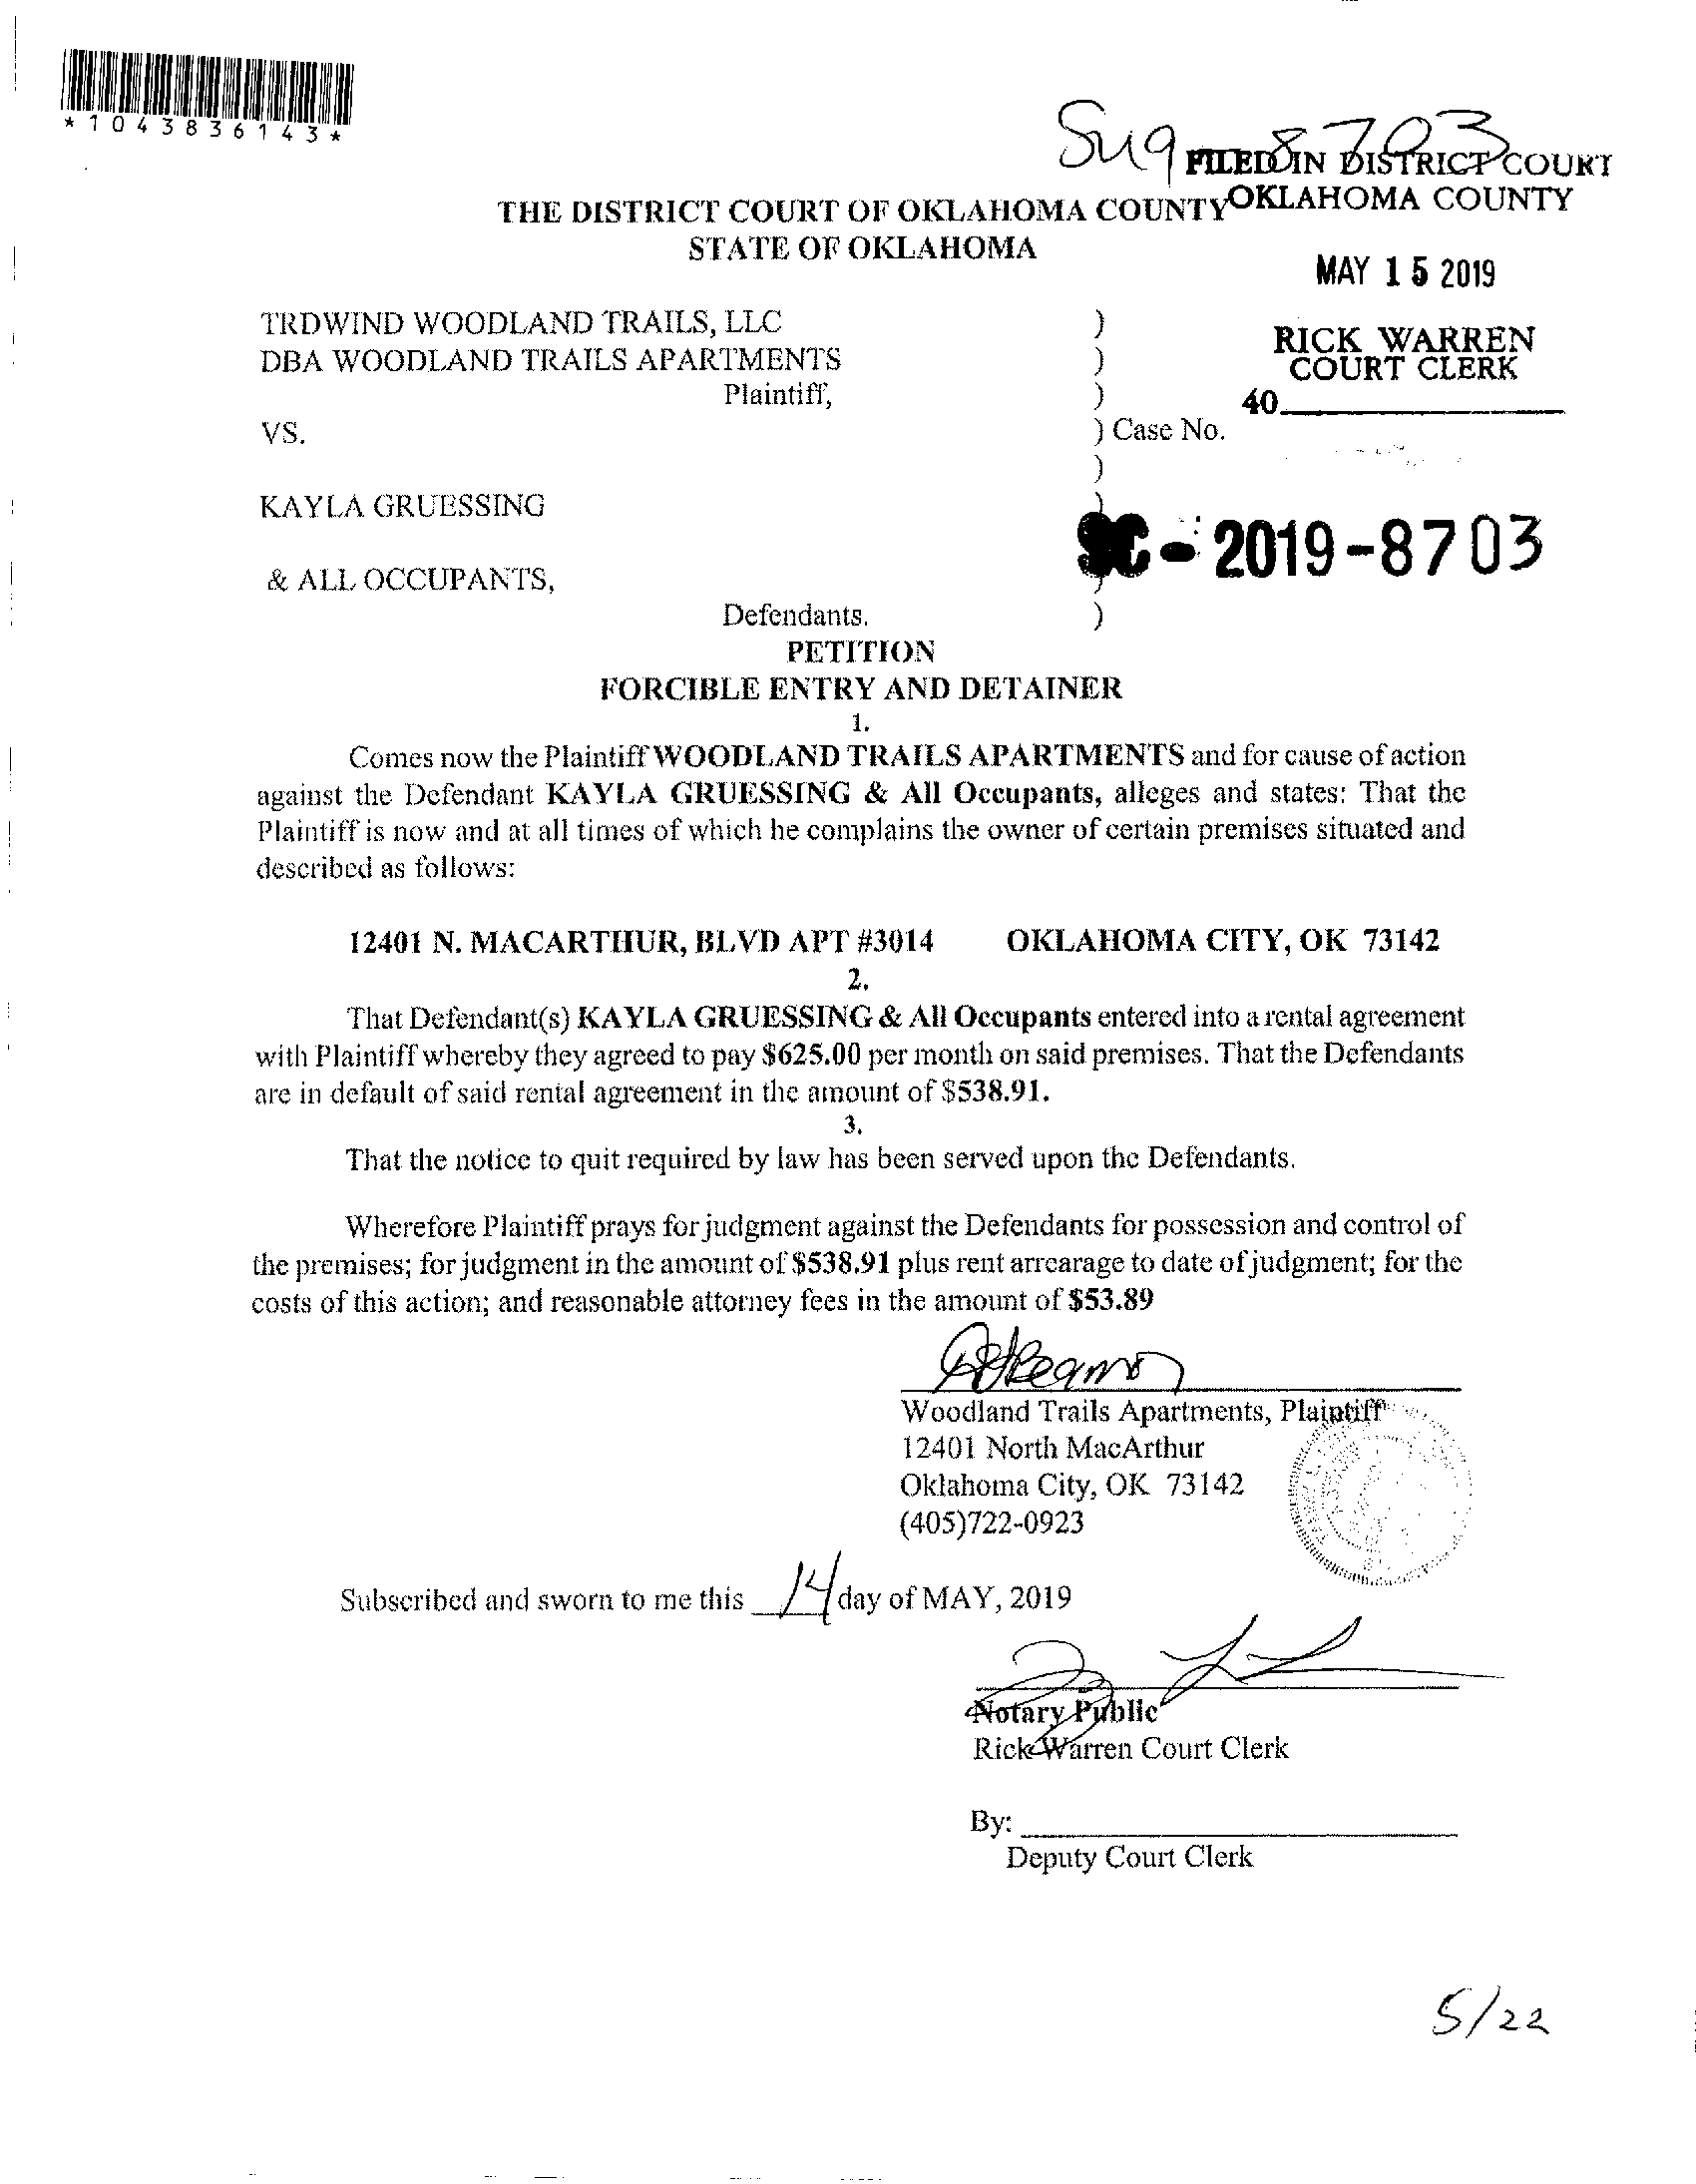 *1043836143*
FILED IN DISTRICT COURT
OKLAHOMA COUNTY
THE DISTRICT COURT OF OKLAHOMA COUNTY
STATE OF OKLAHOMA
MAY 15 2019
RICK WARREN
COURT CLERK
40
TRDWIND WOODLAND TRAILS, LLC )
DBA WOODLAND TRAILS APARTMENTS )
Plaintiff, )
VS. ) Case No.
)
KAYLA GRUESSING )
SC - 2019 - 8703
& ALL OCCUPANTS, )
Defendants. )
PETITION
FORCIBLE ENTRY AND DETAINER
1.
Comes now the Plaintiff WOODLAND TRAILS APARTMENTS and for cause of action
against the Defendant KAYLA GRUESSING & All Occupants, alleges and states: That the
Plaintiff is now and at all times of which he complains the owner of certain premises situated and
described as follows:
12401 N. MACARTHUR, BLVD APT #3014 OKLAHOMA CITY, OK 73142
2.
That Defendant(s) KAYLA GRUESSING & All Occupants entered into a rental agreement
with Plaintiff whereby they agreed to pay $625.00 per month on said premises. That the Defendants
are in default of said rental agreement in the amount of $538.91.
3.
That the notice to quit required by law has been served upon the Defendants.
Wherefore Plaintiff prays for judgment against the Defendants for possession and control of
the premises; for judgment in the amount of $538.91 plus rent arrearage to date of judgment; for the
costs of this action; and reasonable attorney fees in the amount of $53.89
Woodland Trails Apartments, Plaintiff
12401 North MacArthur
Oklahoma City, OK 73142
(405)722-0923
Subscribed and sworn to me this 14 day of MAY, 2019
Notary Public
Rick Warren Court Clerk
By:
Deputy Court Clerk
5/22